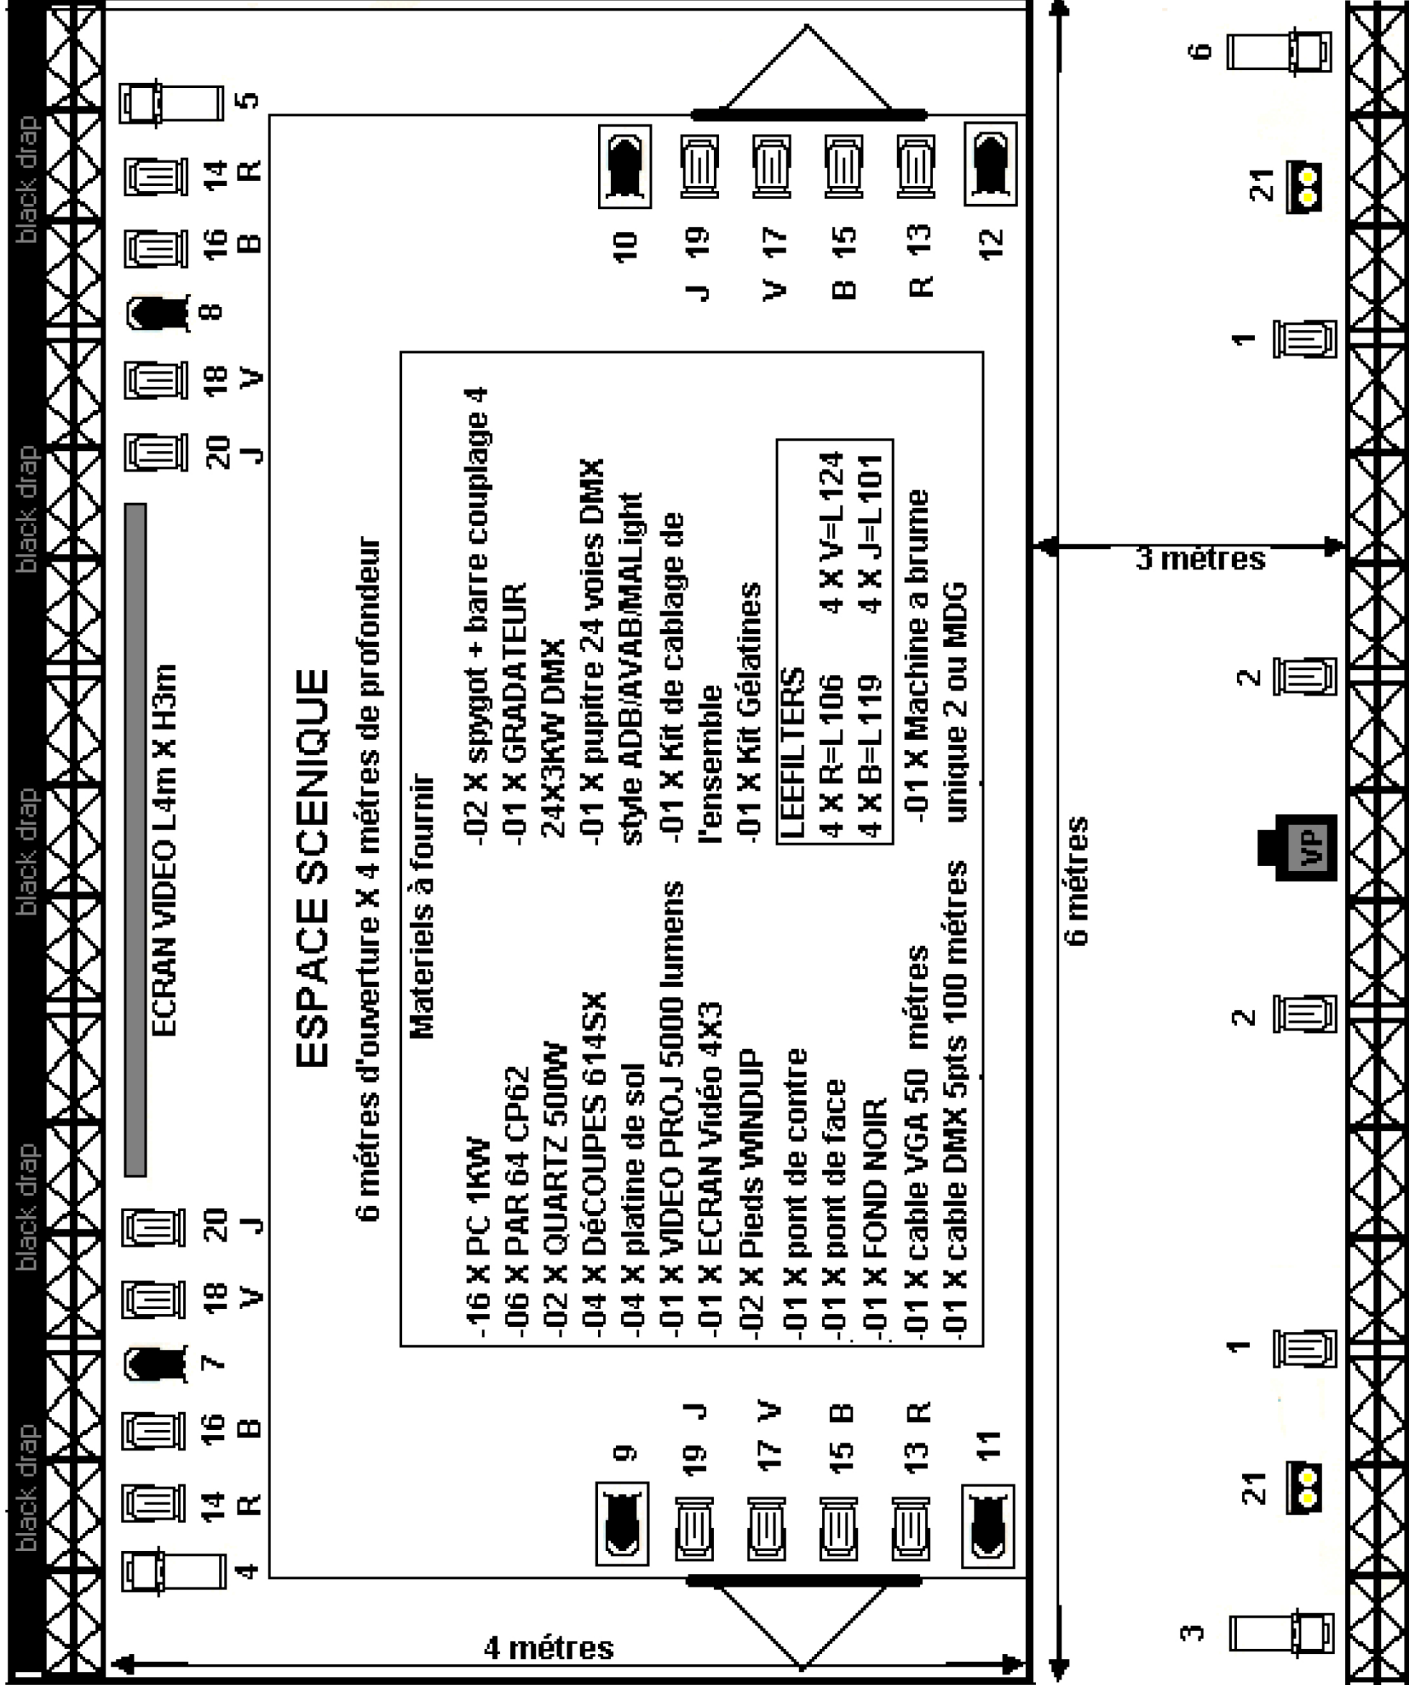 black drap
black drap
black drap
black drap
black drap
4
14
R
16
B
7
18
V
20
J
ECRAN VIDEO L4m X H3m
20
J
18
V
8
16
B
14
R
5
ESPACE SCENIQUE
6 métres d'ouverture X 4 métres de profondeur
Materiels à fournir
-16 X PC 1KW
-06 X PAR 64 CP62
-02 X QUARTZ 500W
-04 X DéCOUPES 614SX
-04 X platine de sol
-01 X VIDEO PROJ 5000 lumens
-01 X ECRAN Vidéo 4X3
-02 X Pieds WINDUP
-01 X pont de contre
-01 X pont de face
-01 X FOND NOIR
-01 X cable VGA 50 métres
-01 X cable DMX 5pts 100 métres
-02 X spygot + barre couplage 4
-01 X GRADATEUR
24X3KW DMX
-01 X pupitre 24 voies DMX
style ADB/AVAB/MALight
-01 X Kit de cablage de
l'ensemble
-01 X Kit Gélatines
LEEFILTERS
4 X R=L106 4 X V=L124
4 X B=L119 4 X J=L101
-01 X Machine a brume
unique 2 ou MDG
9
19 J
17 V
15 B
13 R
11
10
J 19
V 17
B 15
R 13
12
4 métres
6 métres
3 métres
3
21
1
2
VP
2
1
21
6